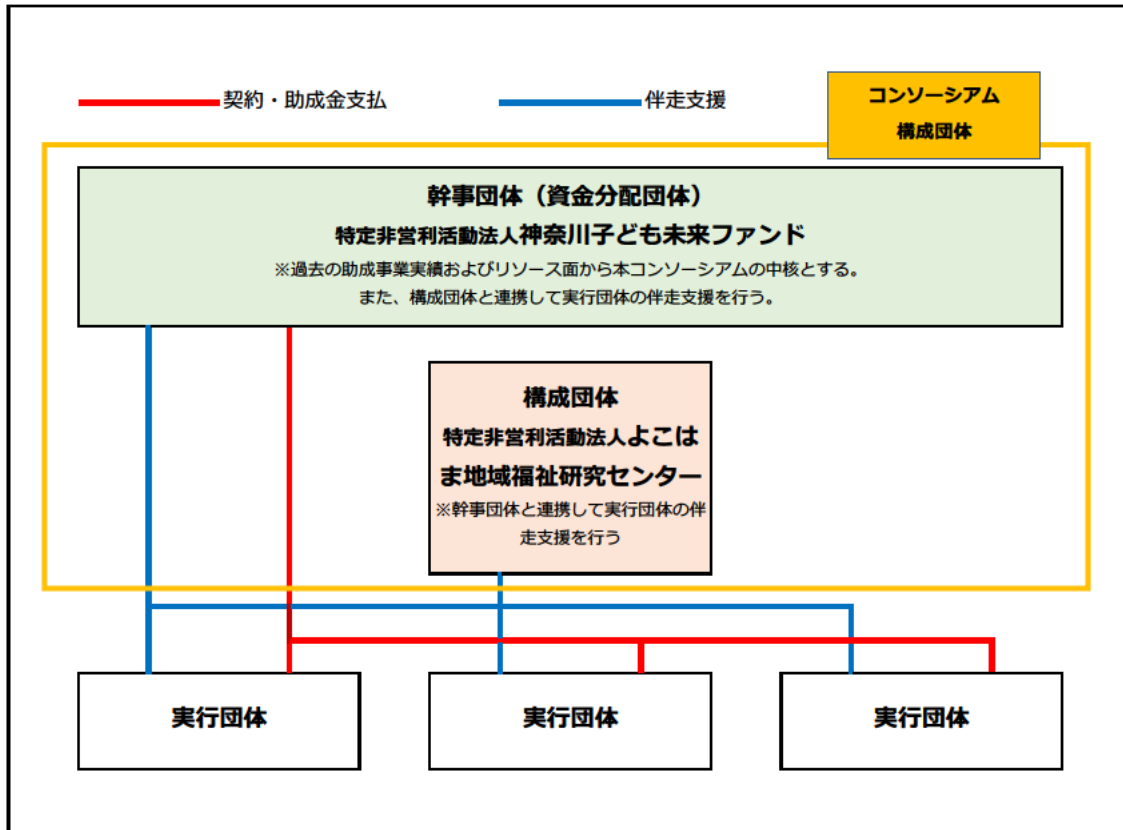 契約・助成金支払
伴走支援
コンソーシアム
構成団体
幹事団体（資金分配団体）
特定非営利活動法人神奈川子ども未来ファンド
※過去の助成事業実績およびリソース面から本コンソーシアムの中核とする。
また、構成団体と連携して実行団体の伴走支援を行う。
構成団体
特定非営利活動法人よこは
ま地域福祉研究センター
※幹事団体と連携して実行団体の伴
走支援を行う
実行団体
実行団体
実行団体